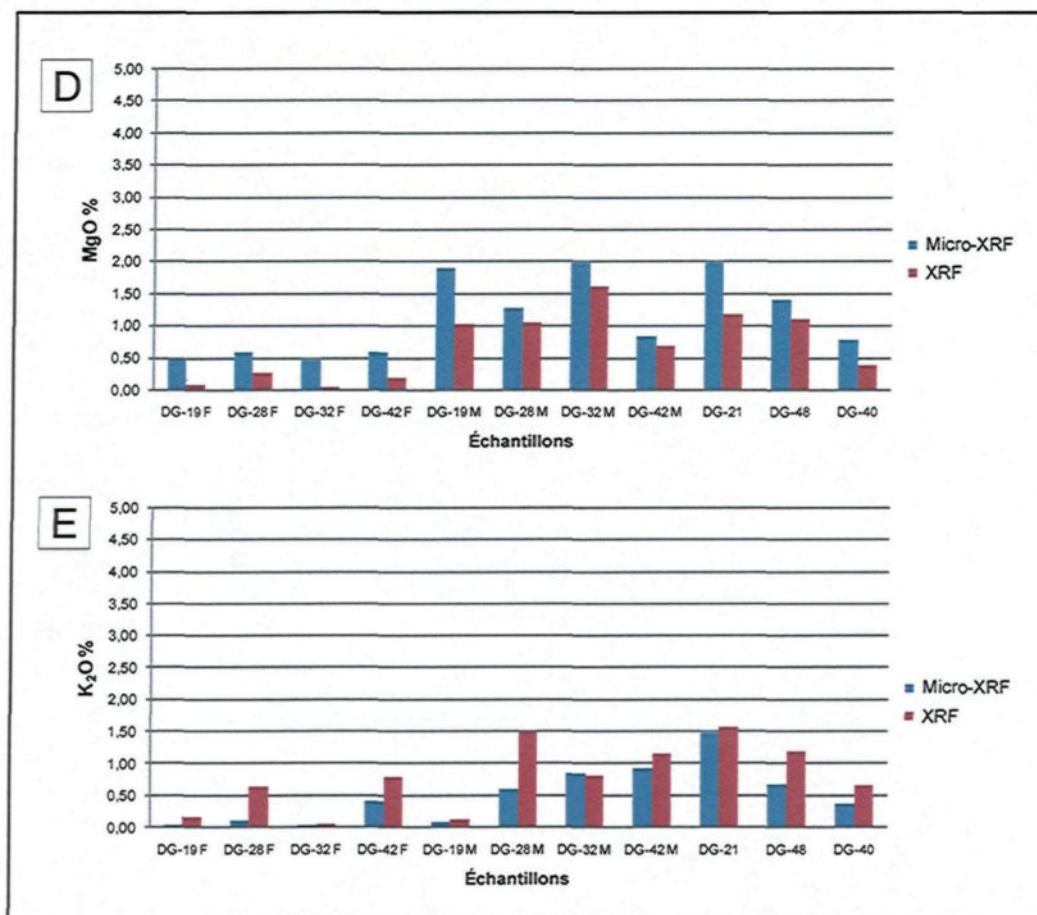 D
5,00
4,50
4,00
3,50
3,00
2,50
2,00
1,50
1,00
0,50
0,00
MgO %
DG-19 F DG-28 F DG-32 F DG-42 F DG-19 M DG-28 M DG-32 M DG-42 M DG-21 DG-48 DG-40
Échantillons
Micro-XRF
XRF
E
5,00
4,50
4,00
3,50
3,00
2,50
2,00
1,50
1,00
0,50
0,00
K₂O %
DG-19 F DG-28 F DG-32 F DG-42 F DG-19 M DG-28 M DG-32 M DG-42 M DG-21 DG-48 DG-40
Échantillons
Micro-XRF
XRF